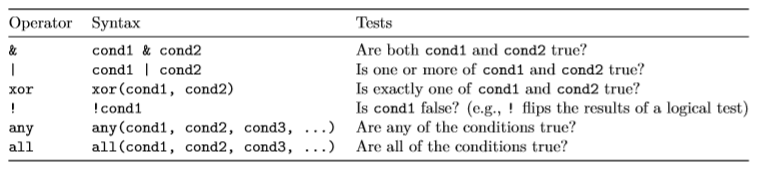 Operator Syntax Tests
& cond1 & cond2 Are both cond1 and cond2 true?
| cond1 | cond2 Is one or more of cond1 and cond2 true?
xor xor(cond1, cond2) Is exactly one of cond1 and cond2 true?
! !cond1 Is cond1 false? (e.g., ! flips the results of a logical test)
any any(cond1, cond2, cond3, ...) Are any of the conditions true?
all all(cond1, cond2, cond3, ...) Are all of the conditions true?